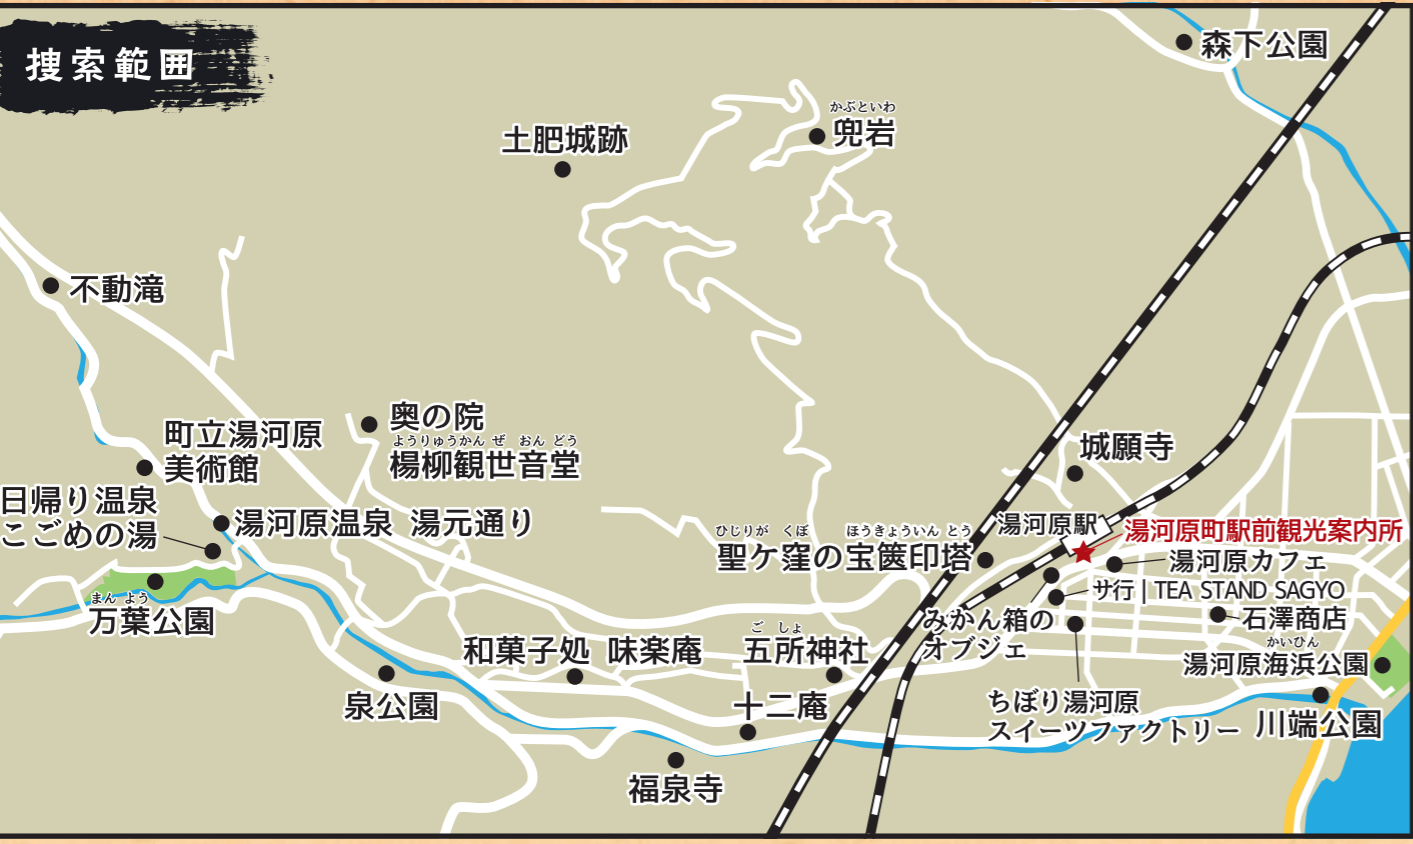 捜索範囲
森下公園
かぶといわ
兜岩
土肥城跡
不動滝
奥の院
ようりゅうかん ぜ おん どう
楊柳観世音堂
町立湯河原
美術館
城願寺
日帰り温泉
こごめの湯
湯河原温泉 湯元通り
湯河原駅
湯河原町駅前観光案内所
ひじりが くぼ ほうきょういん とう
聖ケ窪の宝篋印塔
湯河原カフェ
サ行 | TEA STAND SAGYO
まん よう
万葉公園
みかん箱の
オブジェ
石澤商店
かいひん
湯河原海浜公園
和菓子処 味楽庵
ご しょ
五所神社
泉公園
十二庵
ちぼり湯河原
スイーツファクトリー
川端公園
福泉寺